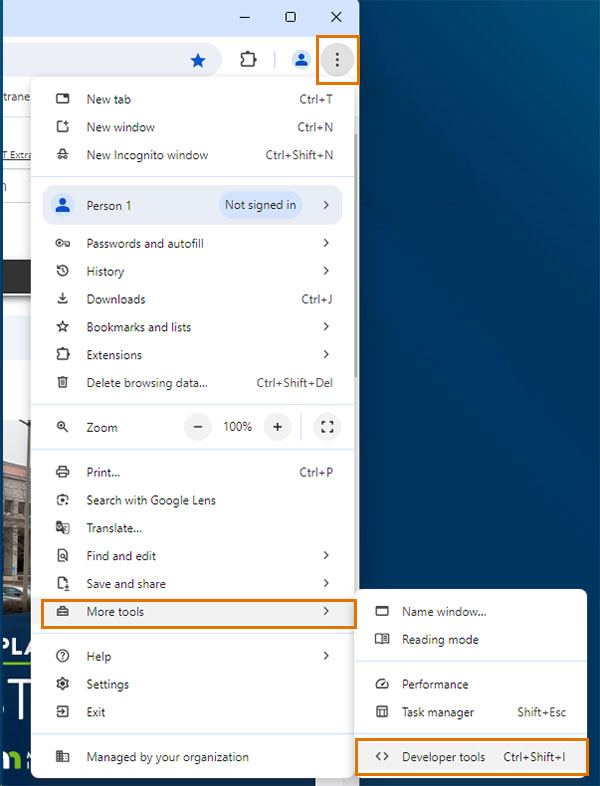 trane
New tab Ctrl+T
New window Ctrl+N
T Extra
New Incognito window Ctrl+Shift+N
Person 1 Not signed in
Passwords and autofill
History
Downloads Ctrl+J
Bookmarks and lists
Extensions
Delete browsing data... Ctrl+Shift+Del
Zoom − 100% +
Print... Ctrl+P
Search with Google Lens
Translate...
Find and edit
Save and share
More tools
Name window...
Reading mode
PLA
Help
Settings
Exit
Managed by your organization
Performance
Task manager Shift+Esc
Developer tools Ctrl+Shift+I